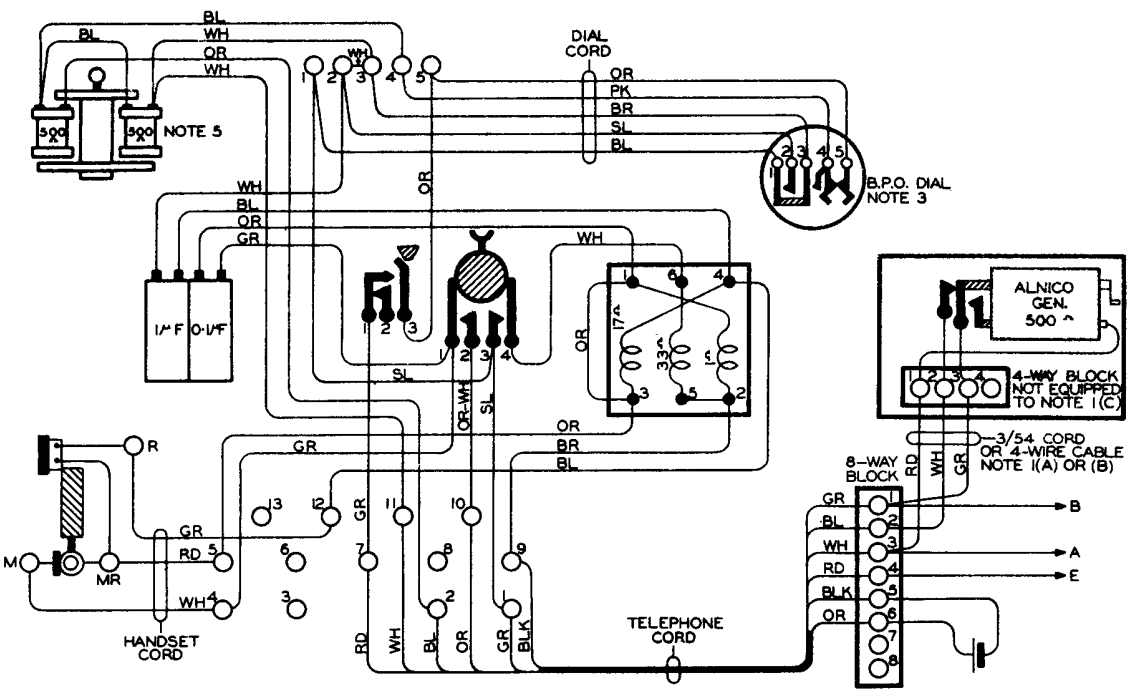 BL
BL
WH
OR
WH
WH
1 2 3 4 5
DIAL
CORD
OR
PK
BR
SL
BL
500 500
NOTE 5
1 2 3 4 5
B.P.O. DIAL
NOTE 3
WH
BL
OR
GR
OR
WH
1 6 4
ALNICO
GEN.
500
1µF 0·1µF
1 2 3
1 2 3 4
17
33
OR
SL
OR-WH
SL
3 5 2
1 2 3 4
4-WAY BLOCK
NOT EQUIPPED
TO NOTE 1(C)
R
GR
OR
BR
BL
RD
WH
GR
3/54 CORD
OR 4-WIRE CABLE
NOTE 1(A) OR (B)
8-WAY
BLOCK
13 12 11 10
GR
GR
GR 1 B
BL 2
M
MR
RD 5 6 7 8 9
WH 3 A
RD 4 E
WH 4 3 2 1
BLK 5
OR 6
HANDSET
CORD
RD
WH
BL
OR
GR
BLK
TELEPHONE
CORD
7
8